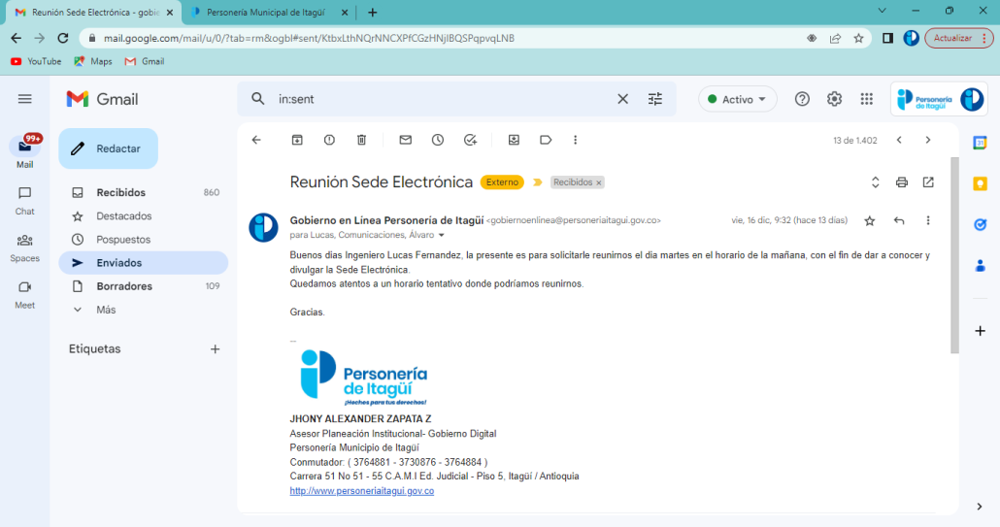 Reunión Sede Electrónica - gobie
Personería Municipal de Itagüí
mail.google.com/mail/u/0/?tab=rm&ogbl#sent/KtbxLthNQrNNCXPfCGzHNjlBQSPqpvqLNB
Actualizar
YouTube
Maps
Gmail
Gmail
in:sent
Activo
Personería
de Itagüí
99+
Mail
Chat
Spaces
Meet
Redactar
Recibidos 860
Destacados
Pospuestos
Enviados
Borradores 109
Más
Etiquetas
13 de 1.402
31
Reunión Sede Electrónica Externo Recibidos x
Gobierno en Línea Personería de Itagüí <gobiernoenlinea@personeriaitagui.gov.co> vie, 16 dic, 9:32 (hace 13 días)
para Lucas, Comunicaciones, Álvaro
Buenos dias Ingeniero Lucas Fernandez, la presente es para solicitarle reunirnos el dia martes en el horario de la mañana, con el fin de dar a conocer y
divulgar la Sede Electrónica.
Quedamos atentos a un horario tentativo donde podríamos reunirnos.
Gracias.
--
Personería
de Itagüí
¡Hechos para tus derechos!
JHONY ALEXANDER ZAPATA Z
Asesor Planeación Institucional- Gobierno Digital
Personería Municipio de Itagüí
Conmutador: ( 3764881 - 3730876 - 3764884 )
Carrera 51 No 51 - 55 C.A.M.I Ed. Judicial - Piso 5, Itagüí / Antioquia
http://www.personeriaitagui.gov.co